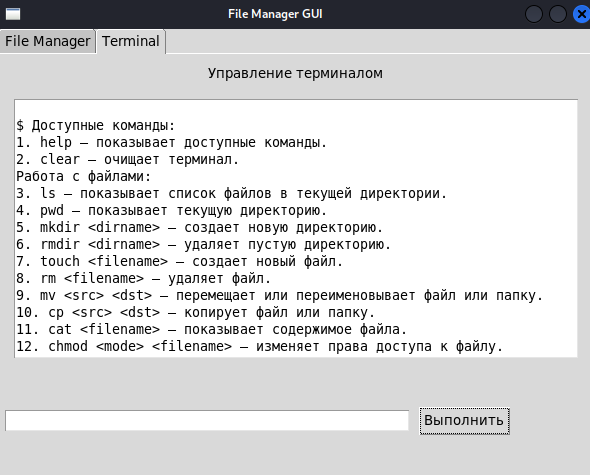 File Manager GUI
File Manager Terminal
Управление терминалом
$ Доступные команды:
1. help — показывает доступные команды.
2. clear — очищает терминал.
Работа с файлами:
3. ls — показывает список файлов в текущей директории.
4. pwd — показывает текущую директорию.
5. mkdir <dirname> — создает новую директорию.
6. rmdir <dirname> — удаляет пустую директорию.
7. touch <filename> — создает новый файл.
8. rm <filename> — удаляет файл.
9. mv <src> <dst> — перемещает или переименовывает файл или папку.
10. cp <src> <dst> — копирует файл или папку.
11. cat <filename> — показывает содержимое файла.
12. chmod <mode> <filename> — изменяет права доступа к файлу.
Выполнить